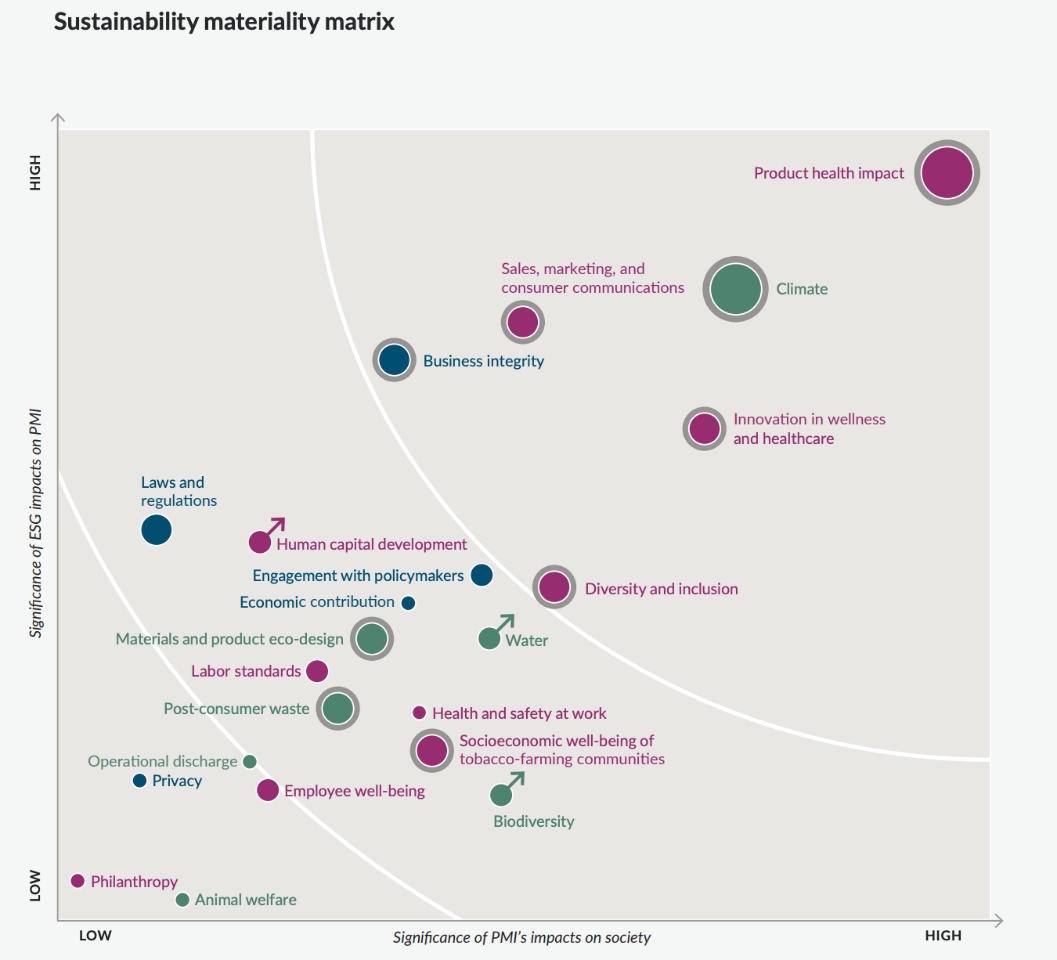 Sustainability materiality matrix
HIGH
Product health impact
Sales, marketing, and
consumer communications
Climate
Business integrity
Innovation in wellness
and healthcare
Significance of ESG impacts on PMI
Laws and
regulations
Human capital development
Engagement with policymakers
Diversity and inclusion
Economic contribution
Materials and product eco-design
Water
Labor standards
Post-consumer waste
Health and safety at work
Socioeconomic well-being of
tobacco-farming communities
Operational discharge
Privacy
Employee well-being
Biodiversity
LOW
Philanthropy
Animal welfare
LOW
Significance of PMI's impacts on society
HIGH